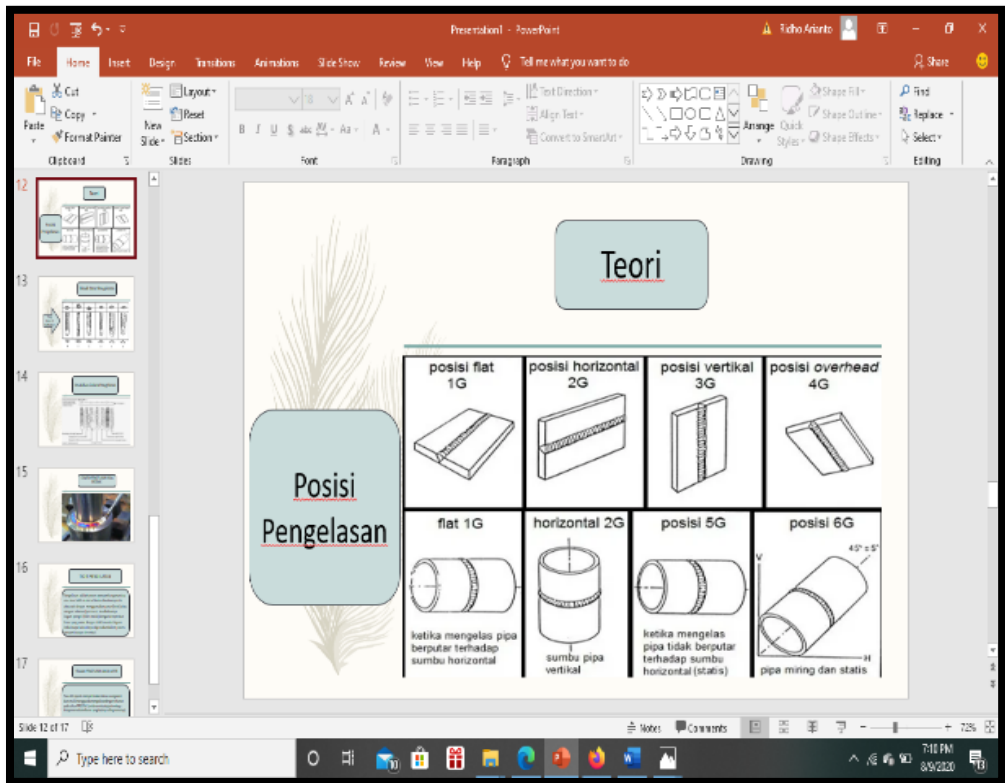 Presentation1 - PowerPoint
Ridho Arianto
File Home Insert Design Transitions Animations Slide Show Review View Help Tell me what you want to do Share
Paste
Cut
Copy
Format Painter
Clipboard
New Slide
Layout
Reset
Section
Slides
18
B I U S abc AV Aa A
Font
Text Direction
Align Text
Convert to SmartArt
Paragraph
Arrange
Quick Styles
Shape Fill
Shape Outline
Shape Effects
Drawing
Find
Replace
Select
Editing
12
13
14
15
16
17
Teori
Posisi
Pengelasan
posisi flat
1G
posisi horizontal
2G
posisi vertikal
3G
posisi overhead
4G
flat 1G
ketika mengelas pipa
berputar terhadap
sumbu horizontal
horizontal 2G
sumbu pipa
vertikal
posisi 5G
ketika mengelas
pipa tidak berputar
terhadap sumbu
horizontal (statis)
posisi 6G
45° ± 5°
V
H
pipa miring dan statis
Slide 12 of 17
Notes Comments
72%
Type here to search
7:10 PM
8/9/2020